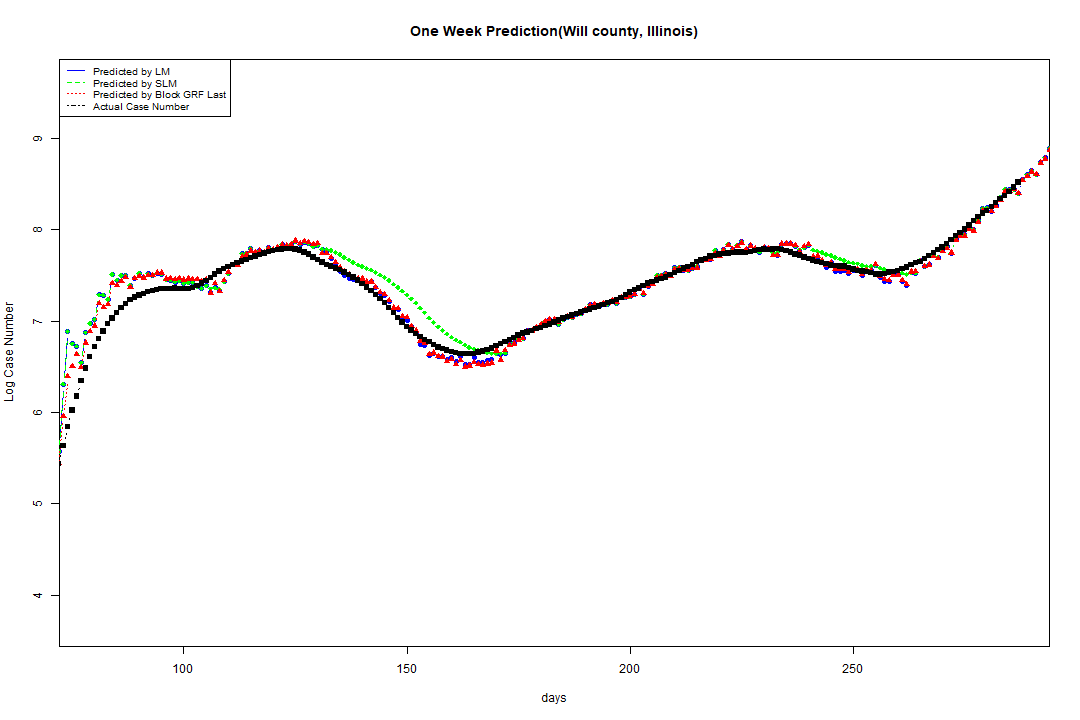 One Week Prediction(Will county, Illinois)
Predicted by LM
Predicted by SLM
Predicted by Block GRF Last
Actual Case Number
9
8
7
6
5
4
Log Case Number
100 150 200 250
days